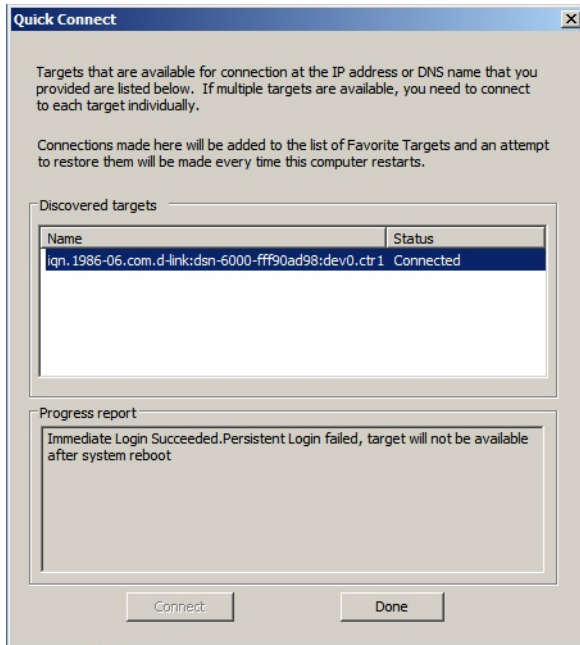 Quick Connect
Targets that are available for connection at the IP address or DNS name that you
provided are listed below.  If multiple targets are available, you need to connect
to each target individually.
Connections made here will be added to the list of Favorite Targets and an attempt
to restore them will be made every time this computer restarts.
Discovered targets
Name Status
iqn.1986-06.com.d-link:dsn-6000-fff90ad98:dev0.ctr1 Connected
Progress report
Immediate Login Succeeded.Persistent Login failed, target will not be available
after system reboot
Connect Done